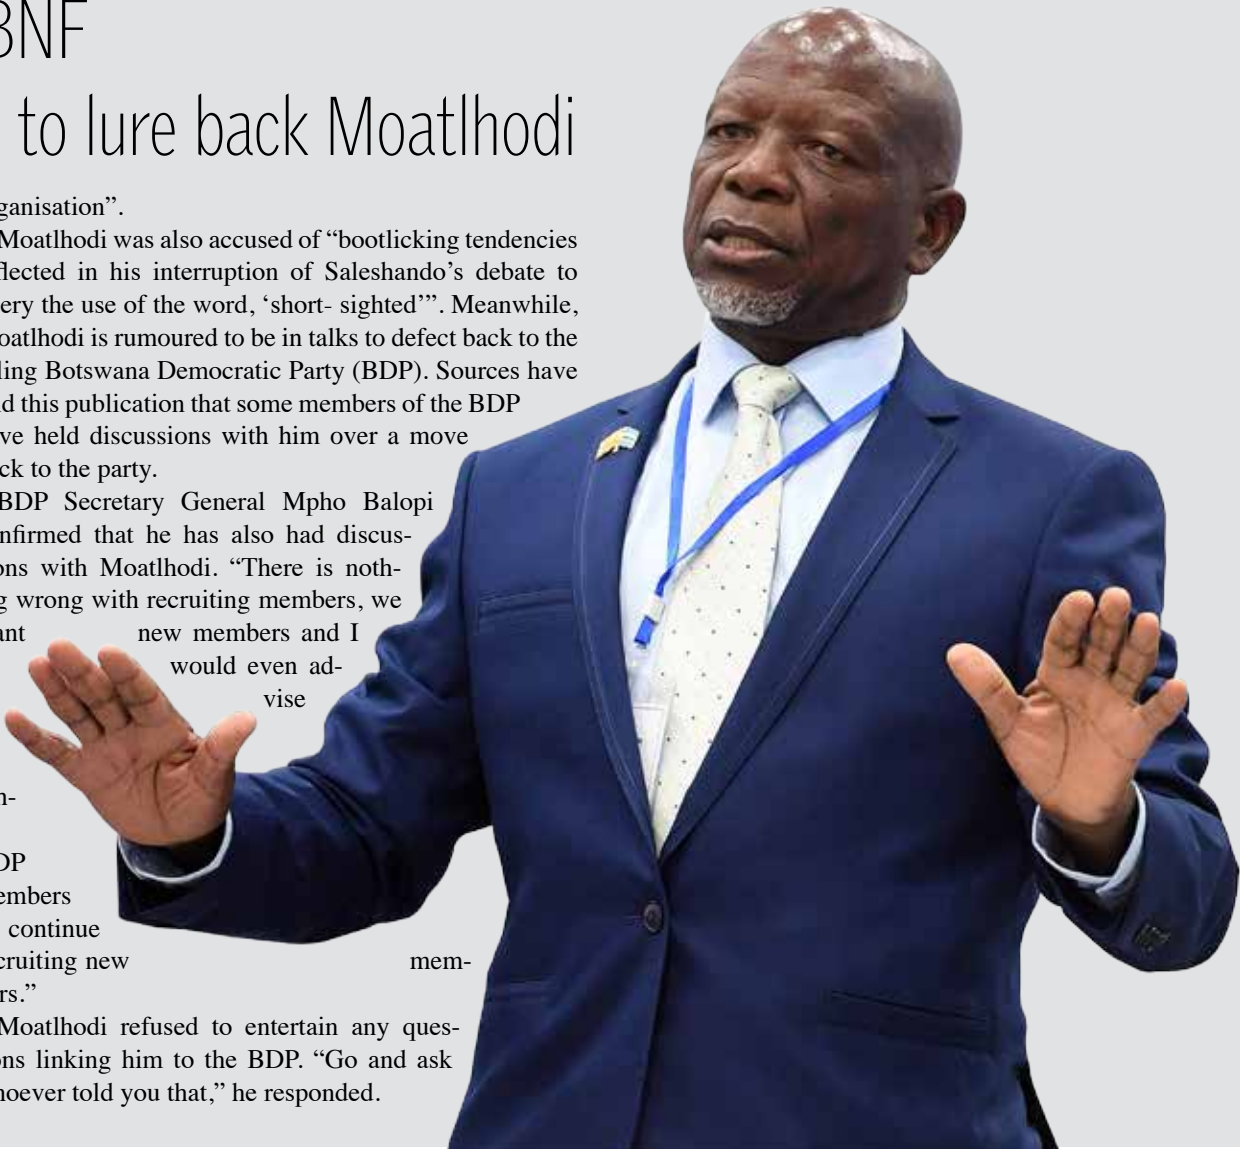 BNF
to lure back Moatlhodi
ganisation”.
Moatlhodi was also accused of “bootlicking tendencies
flected in his interruption of Saleshando’s debate to
ery the use of the word, ‘short- sighted’”. Meanwhile,
oatlhodi is rumoured to be in talks to defect back to the
ling Botswana Democratic Party (BDP). Sources have
ld this publication that some members of the BDP
ve held discussions with him over a move
ck to the party.
BDP Secretary General Mpho Balopi
nfirmed that he has also had discus-
ons with Moatlhodi. “There is noth-
g wrong with recruiting members, we
ant new members and I
would even ad-
vise
n-
DP
embers
continue
cruiting new mem-
rs.”
Moatlhodi refused to entertain any ques-
ons linking him to the BDP. “Go and ask
hoever told you that,” he responded.